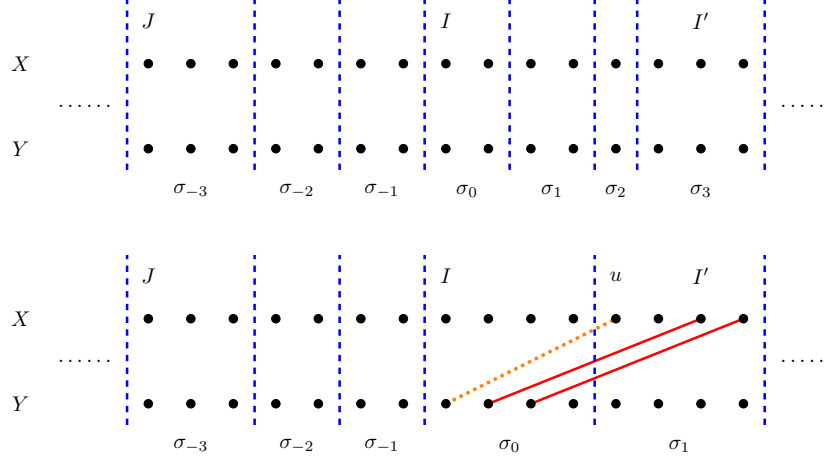 J I I′
X
...... .....
Y
σ₋₃ σ₋₂ σ₋₁ σ₀ σ₁ σ₂ σ₃
J I u I′
X
...... .....
Y
σ₋₃ σ₋₂ σ₋₁ σ₀ σ₁